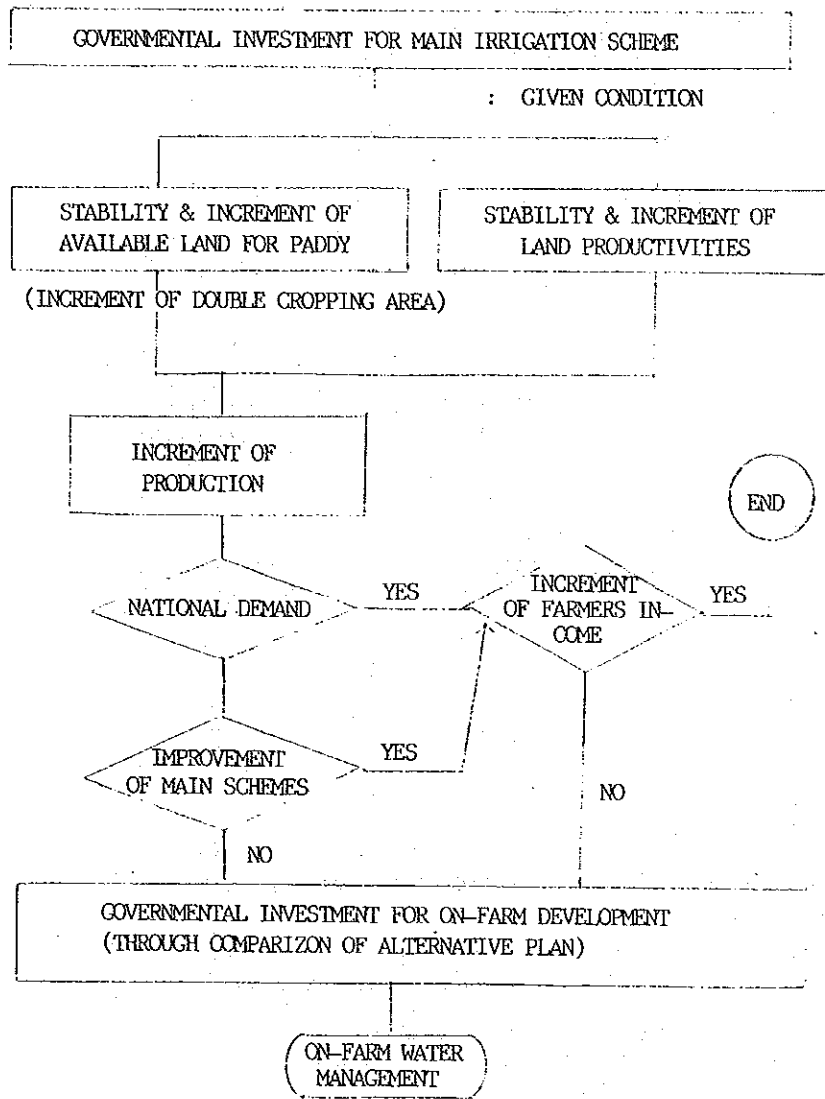 GOVERNMENTAL INVESTMENT FOR MAIN IRRIGATION SCHEME
: GIVEN CONDITION
STABILITY & INCREMENT OF
AVAILABLE LAND FOR PADDY
STABILITY & INCREMENT OF
LAND PRODUCTIVITIES
(INCREMENT OF DOUBLE CROPPING AREA)
INCREMENT OF
PRODUCTION
END
NATIONAL DEMAND
YES
INCREMENT
OF FARMERS IN-
COME
YES
IMPROVEMENT
OF MAIN SCHEMES
YES
NO
NO
GOVERNMENTAL INVESTMENT FOR ON-FARM DEVELOPMENT
(THROUGH COMPARIZON OF ALTERNATIVE PLAN)
ON-FARM WATER
MANAGEMENT